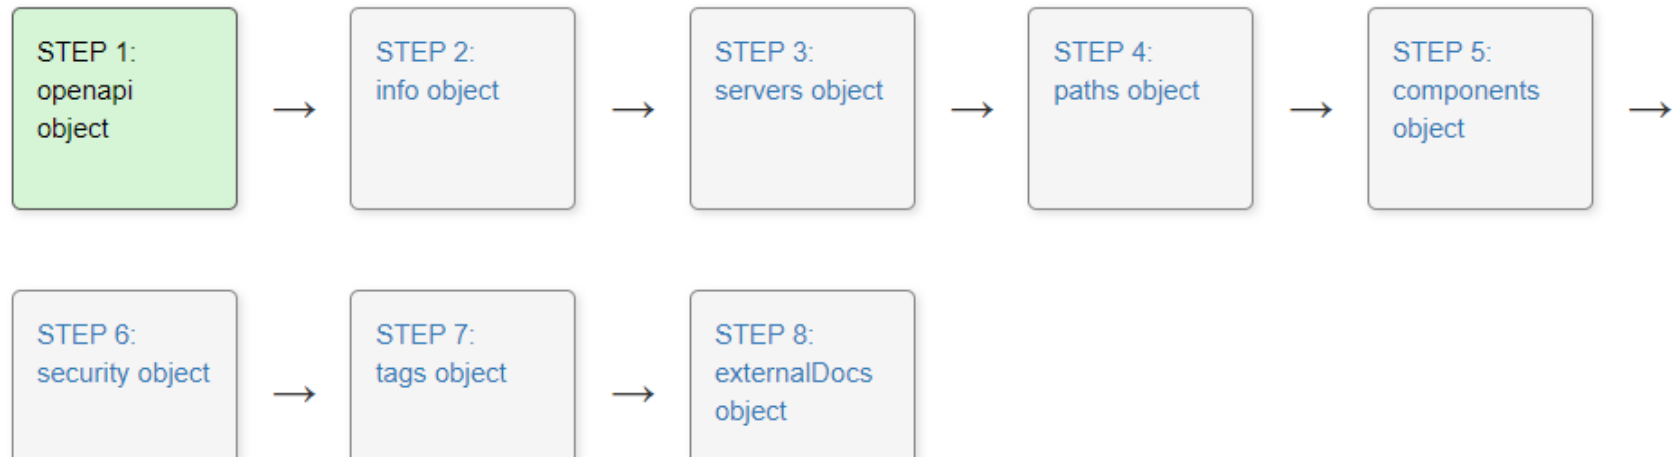 STEP 1:
openapi
object
STEP 2:
info object
STEP 3:
servers object
STEP 4:
paths object
STEP 5:
components
object
STEP 6:
security object
STEP 7:
tags object
STEP 8:
externalDocs
object